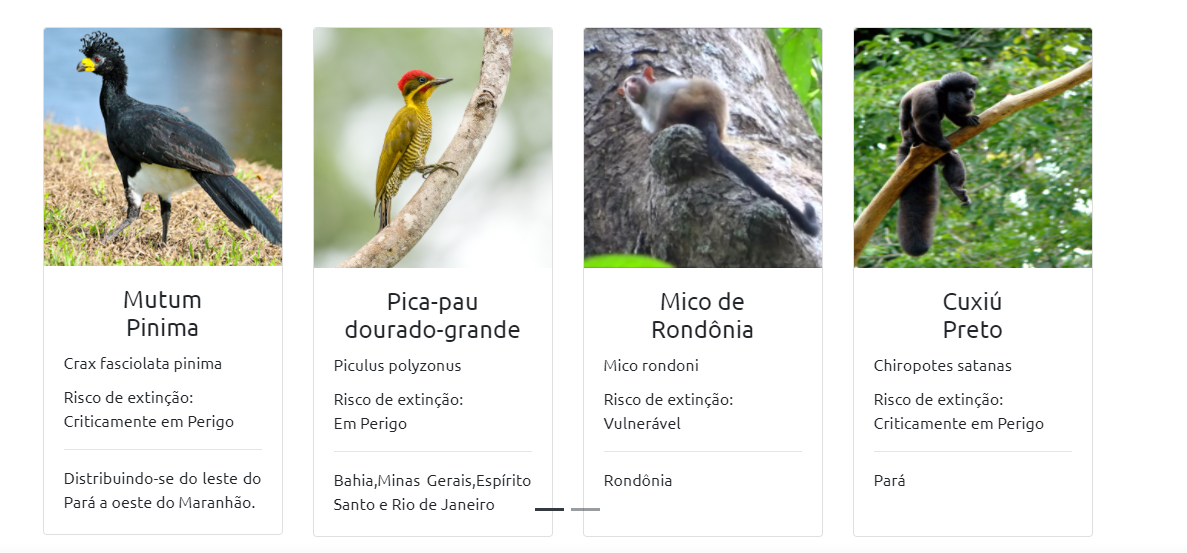 Mutum
Pinima
Crax fasciolata pinima
Risco de extinção:
Criticamente em Perigo
Distribuindo-se do leste do
Pará a oeste do Maranhão.
Pica-pau
dourado-grande
Piculus polyzonus
Risco de extinção:
Em Perigo
Bahia,Minas Gerais,Espírito
Santo e Rio de Janeiro
Mico de
Rondônia
Mico rondoni
Risco de extinção:
Vulnerável
Rondônia
Cuxiú
Preto
Chiropotes satanas
Risco de extinção:
Criticamente em Perigo
Pará